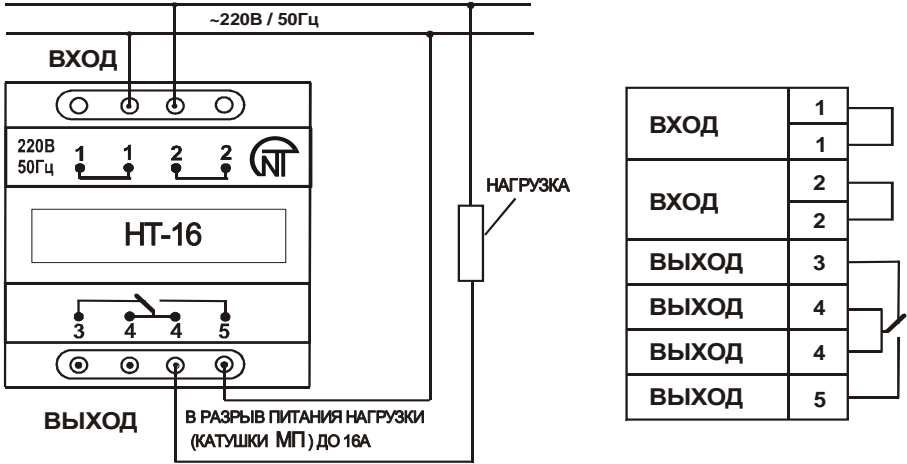 ~220В / 50Гц
ВХОД
220В
50Гц
1 1 2 2
NT
НТ-16
3 4 4 5
ВЫХОД
В РАЗРЫВ ПИТАНИЯ НАГРУЗКИ
(КАТУШКИ МП) ДО 16А
НАГРУЗКА
ВХОД 1
1
ВХОД 2
2
ВЫХОД 3
ВЫХОД 4
ВЫХОД 4
ВЫХОД 5